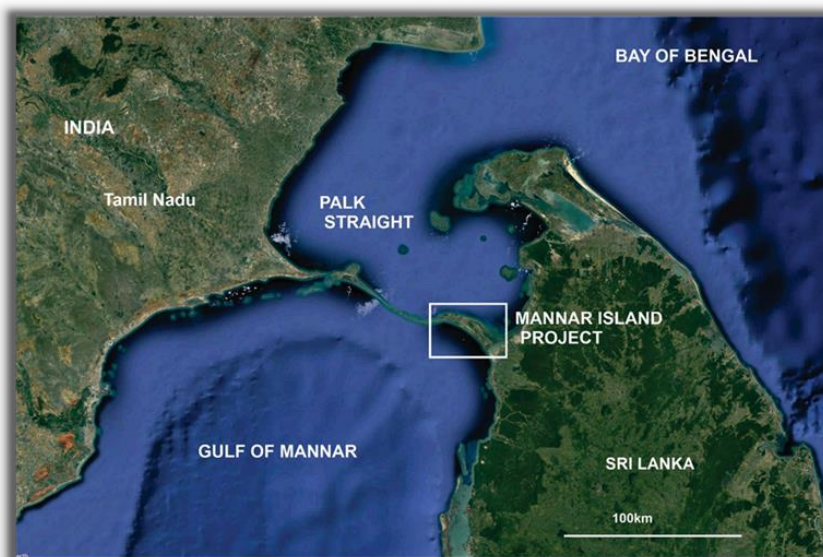 BAY OF BENGAL
INDIA
Tamil Nadu
PALK
STRAIGHT
MANNAR ISLAND
PROJECT
GULF OF MANNAR
SRI LANKA
100km